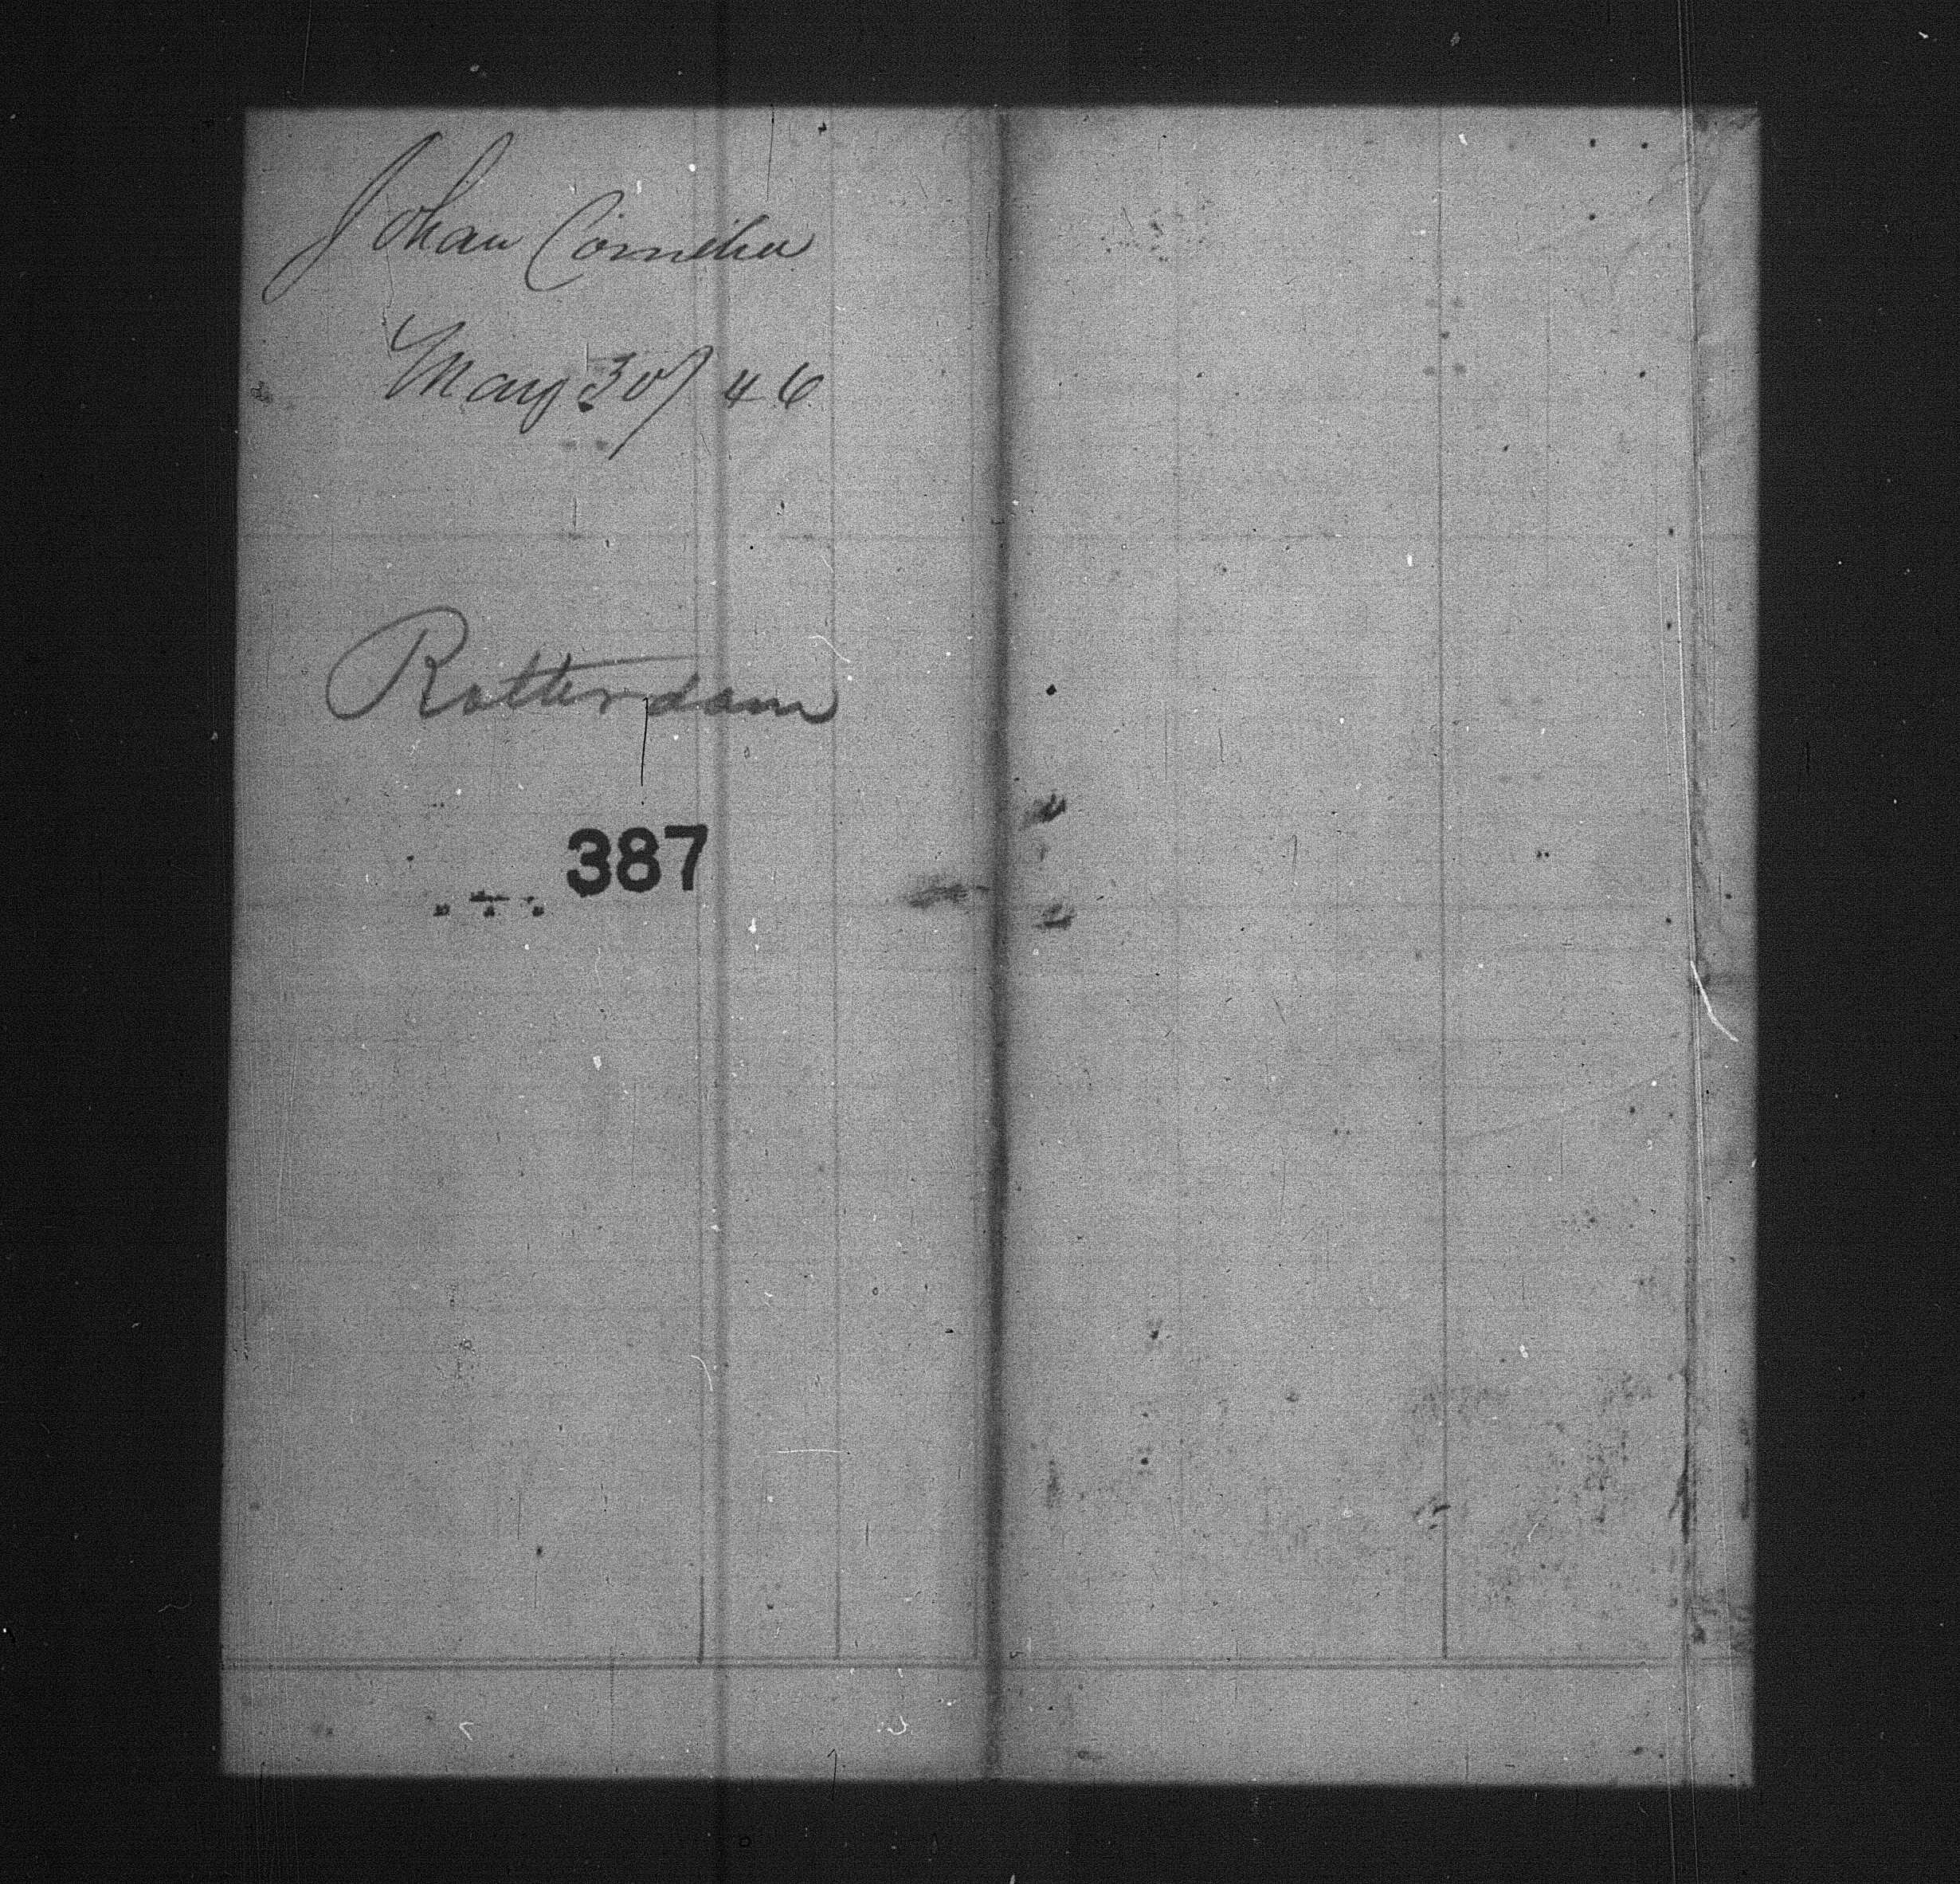 Johan Cornelia
May 30/46
Rotterdam
387